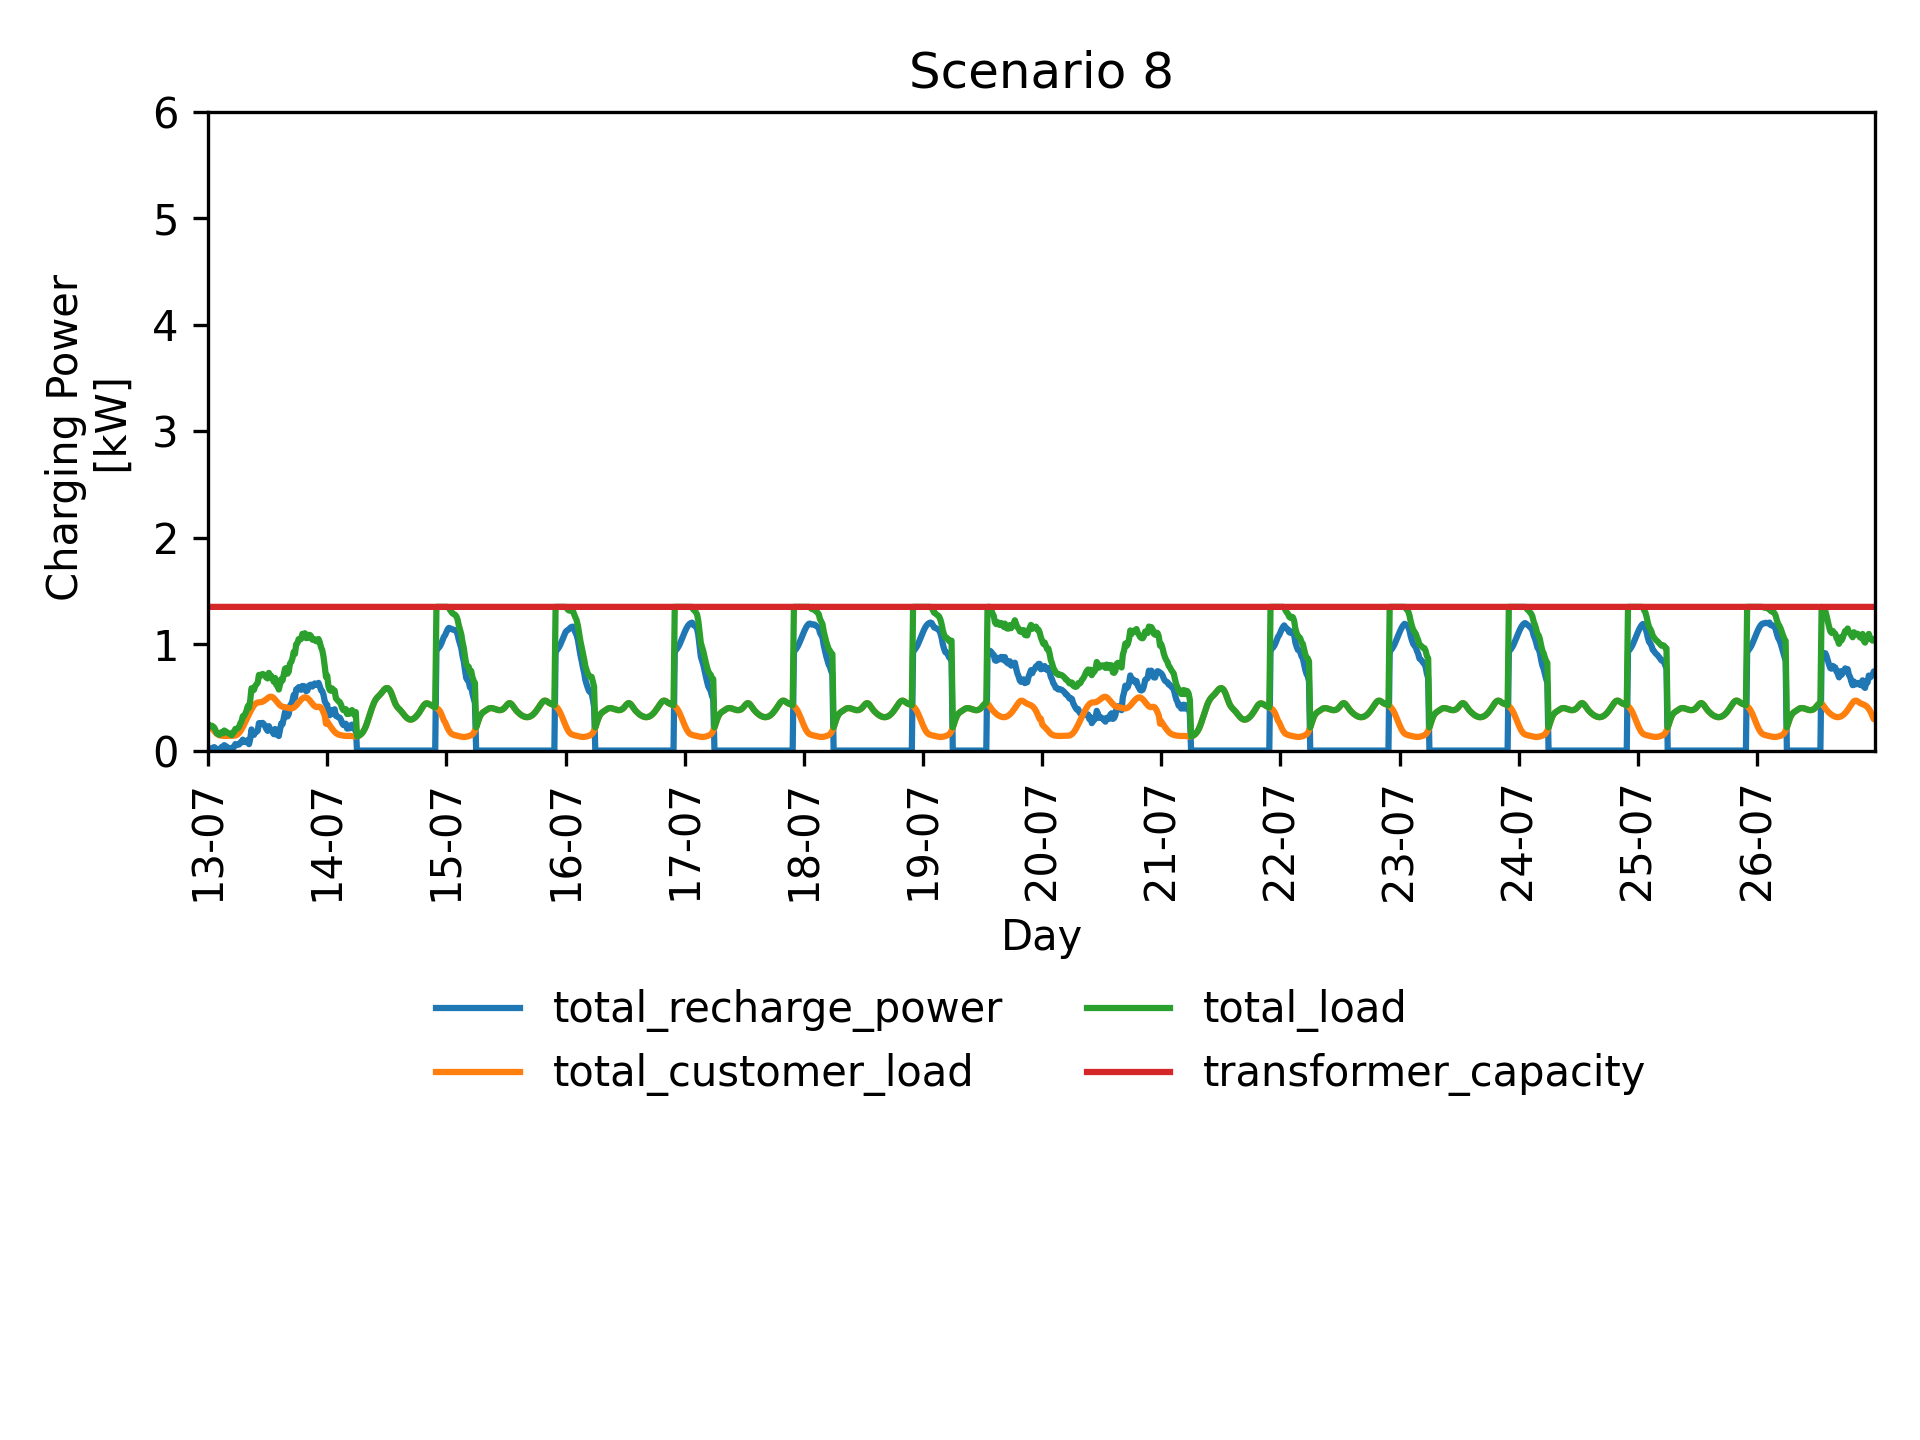 Scenario 8
6
5
4
3
2
1
0
Charging Power
[kW]
13-07
14-07
15-07
16-07
17-07
18-07
19-07
20-07
21-07
22-07
23-07
24-07
25-07
26-07
Day
total_recharge_power
total_customer_load
total_load
transformer_capacity